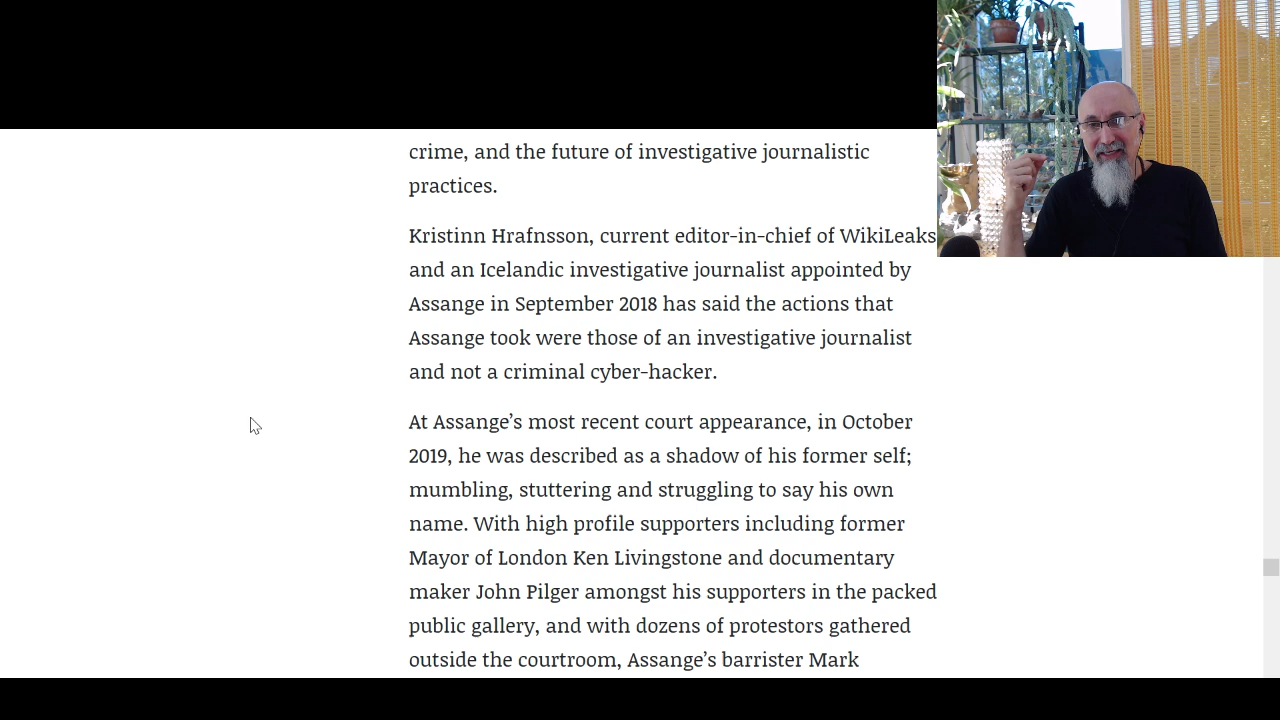 crime, and the future of investigative journalistic
practices.
Kristinn Hrafnsson, current editor-in-chief of WikiLeaks
and an Icelandic investigative journalist appointed by
Assange in September 2018 has said the actions that
Assange took were those of an investigative journalist
and not a criminal cyber-hacker.
At Assange’s most recent court appearance, in October
2019, he was described as a shadow of his former self;
mumbling, stuttering and struggling to say his own
name. With high profile supporters including former
Mayor of London Ken Livingstone and documentary
maker John Pilger amongst his supporters in the packed
public gallery, and with dozens of protestors gathered
outside the courtroom, Assange’s barrister Mark